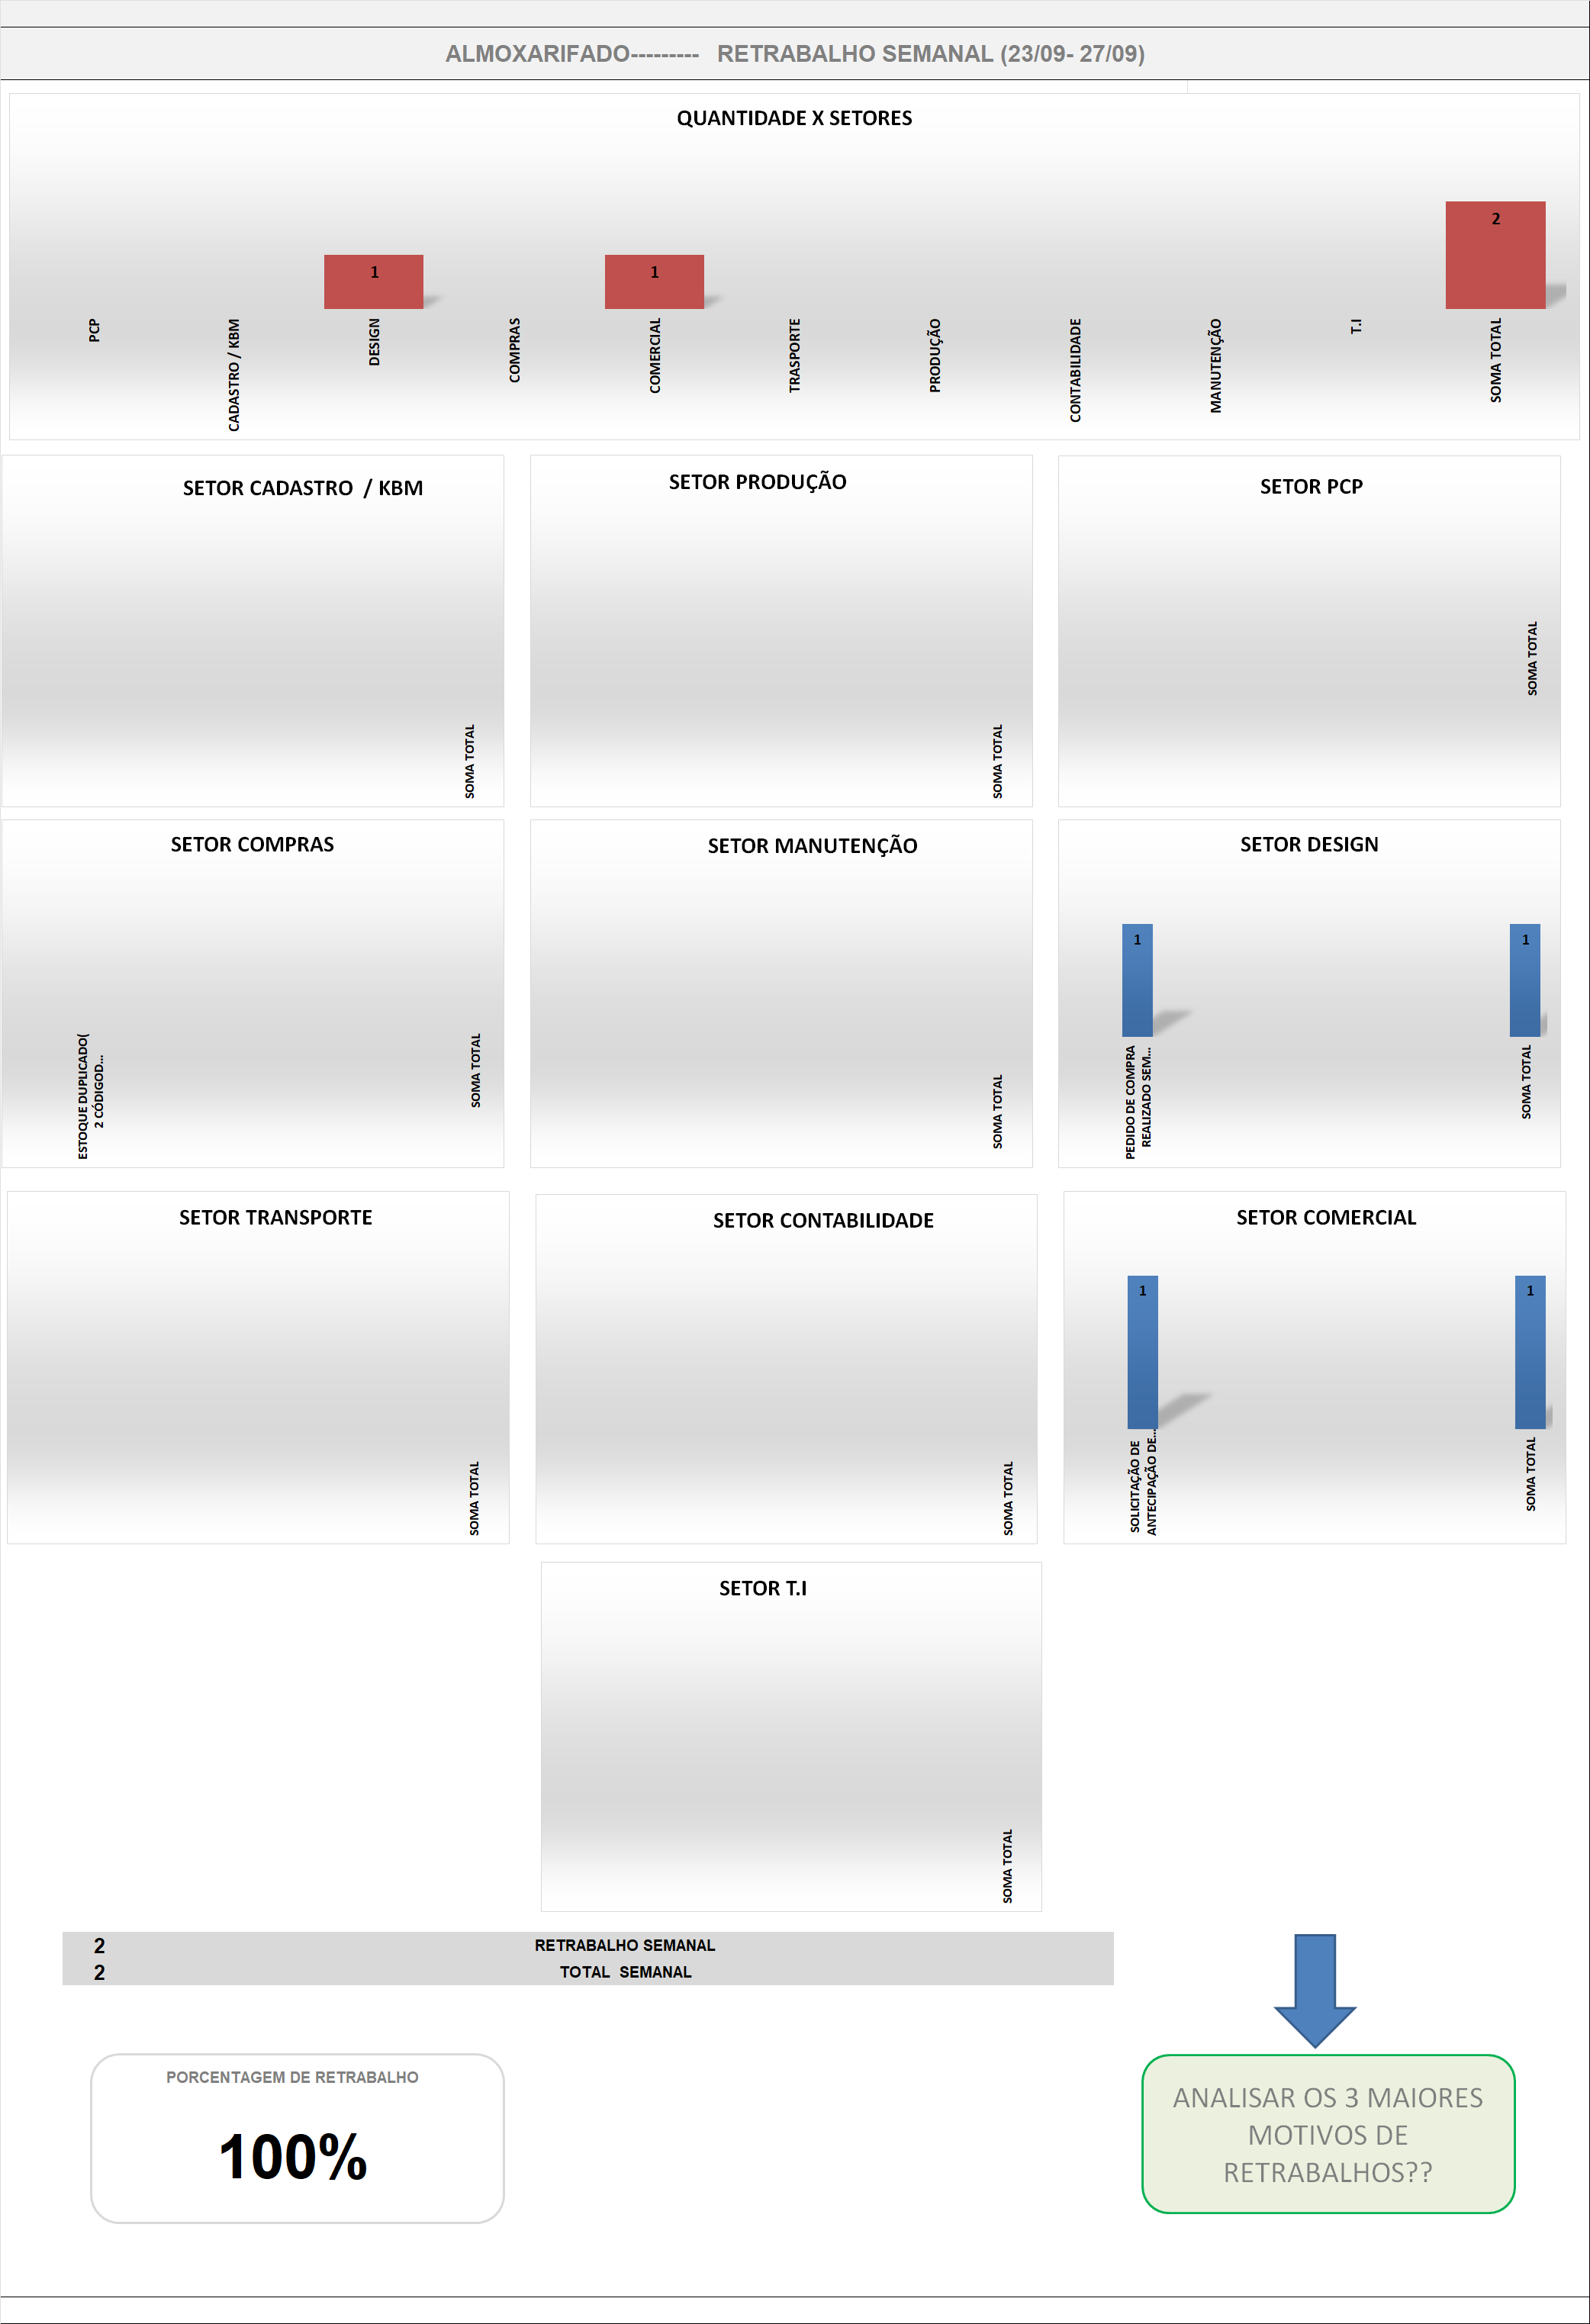 ALMOXARIFADO--------- RETRABALHO SEMANAL (23/09- 27/09)
QUANTIDADE X SETORES
1
1
2
PCP
CADASTRO / KBM
DESIGN
COMPRAS
COMERCIAL
TRASPORTE
PRODUÇÃO
CONTABILIDADE
MANUTENÇÃO
T.I
SOMA TOTAL
SETOR CADASTRO / KBM
SOMA TOTAL
SETOR PRODUÇÃO
SOMA TOTAL
SETOR PCP
SOMA TOTAL
SETOR COMPRAS
ESTOQUE DUPLICADO(
2 CÓDIGOD...
SOMA TOTAL
SETOR MANUTENÇÃO
SOMA TOTAL
SETOR DESIGN
1
1
PEDIDO DE COMPRA
REALIZADO SEM...
SOMA TOTAL
SETOR TRANSPORTE
SOMA TOTAL
SETOR CONTABILIDADE
SOMA TOTAL
SETOR COMERCIAL
1
1
SOLICITAÇÃO DE
ANTECIPAÇÃO DE...
SOMA TOTAL
SETOR T.I
SOMA TOTAL
2 RETRABALHO SEMANAL
2 TOTAL SEMANAL
PORCENTAGEM DE RETRABALHO
100%
ANALISAR OS 3 MAIORES
MOTIVOS DE
RETRABALHOS??